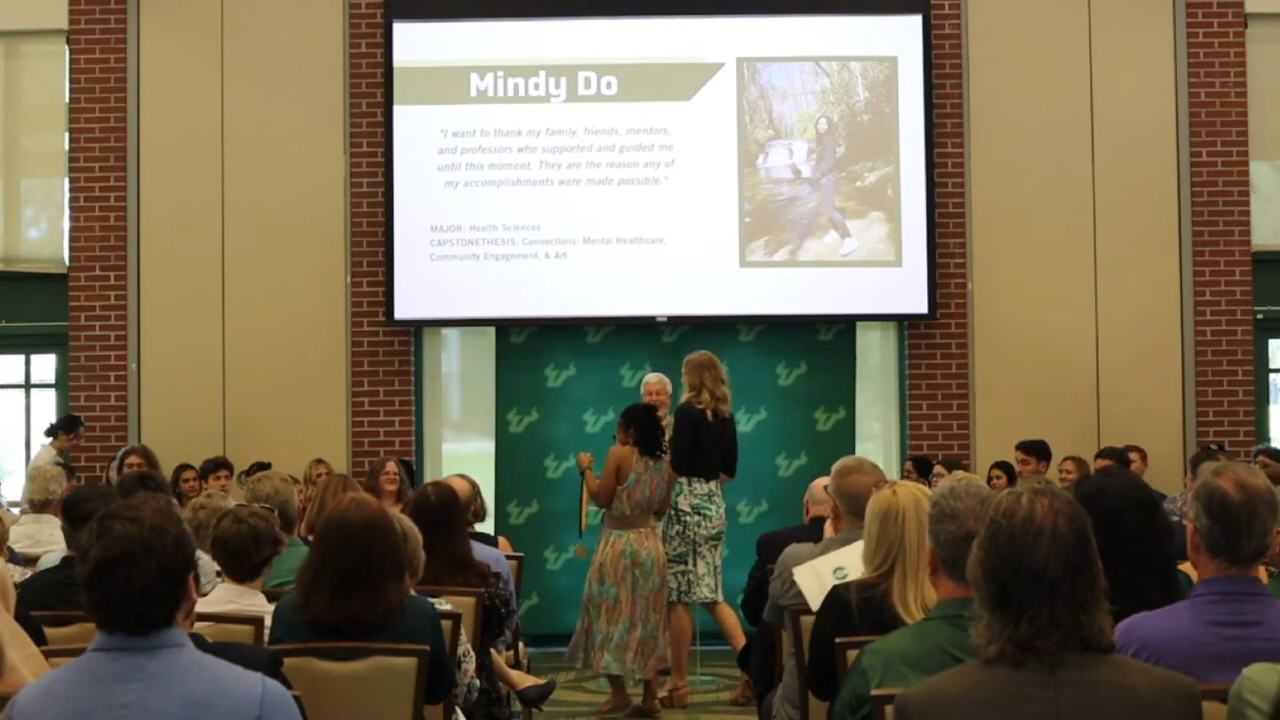 Mindy Do
"I want to thank my family, friends, mentors,
and professors who supported and guided me
until this moment. They are the reason any of
my accomplishments were made possible."
MAJOR: Health Sciences
CAPSTONETHESIS: Connections: Mental Healthcare,
Community Engagement, & Art